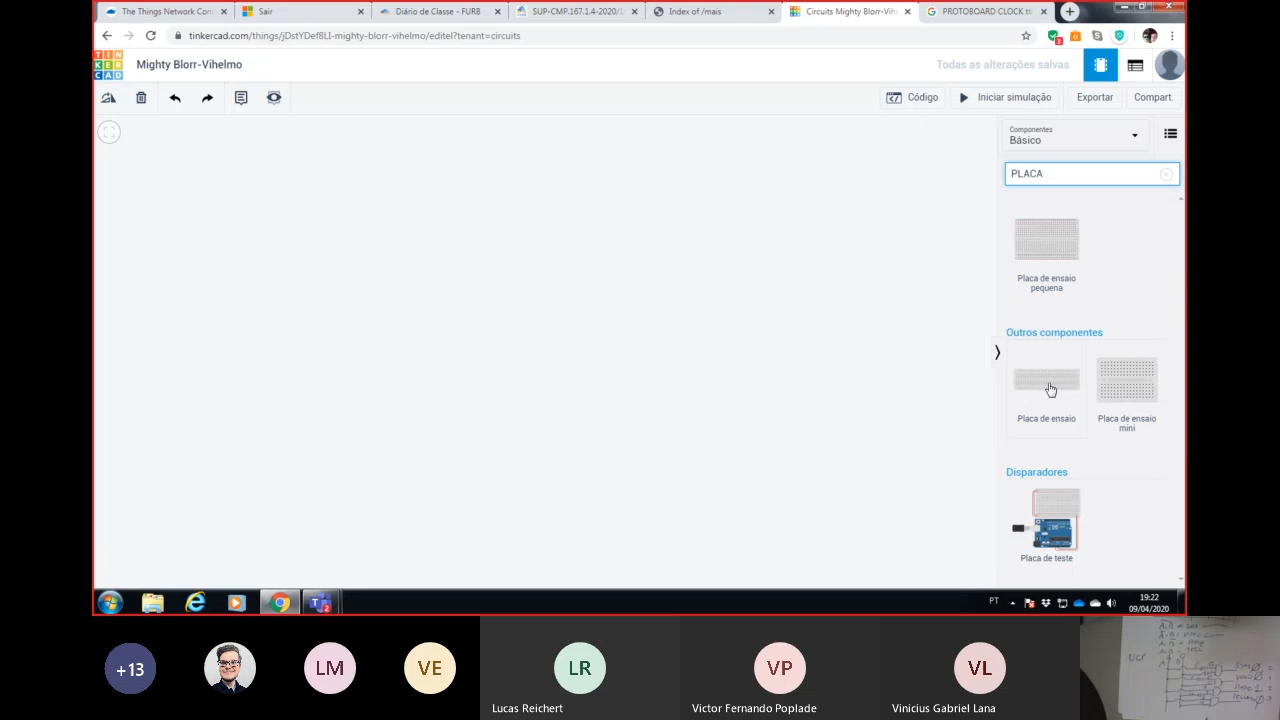 The Things Network Con
Sair
Diário de Classe - FURB
SUP-CMP.167.1.4-2020/1
Index of /mais
Circuits Mighty Blorr-Vih
PROTOBOARD CLOCK tt
tinkercad.com/things/jDstYDef8LI-mighty-blorr-vihelmo/editel?tenant=circuits
TIN
KER
CAD
Mighty Blorr-Vihelmo
Todas as alterações salvas
Código
Iniciar simulação
Exportar
Compart.
Componentes
Básico
PLACA
Placa de ensaio
pequena
Outros componentes
Placa de ensaio
Placa de ensaio
mini
Disparadores
Placa de teste
PT
19:22
09/04/2020
+13
LM
VE
LR
VP
VL
Lucas Reichert
Victor Fernando Poplade
Vinicius Gabriel Lana